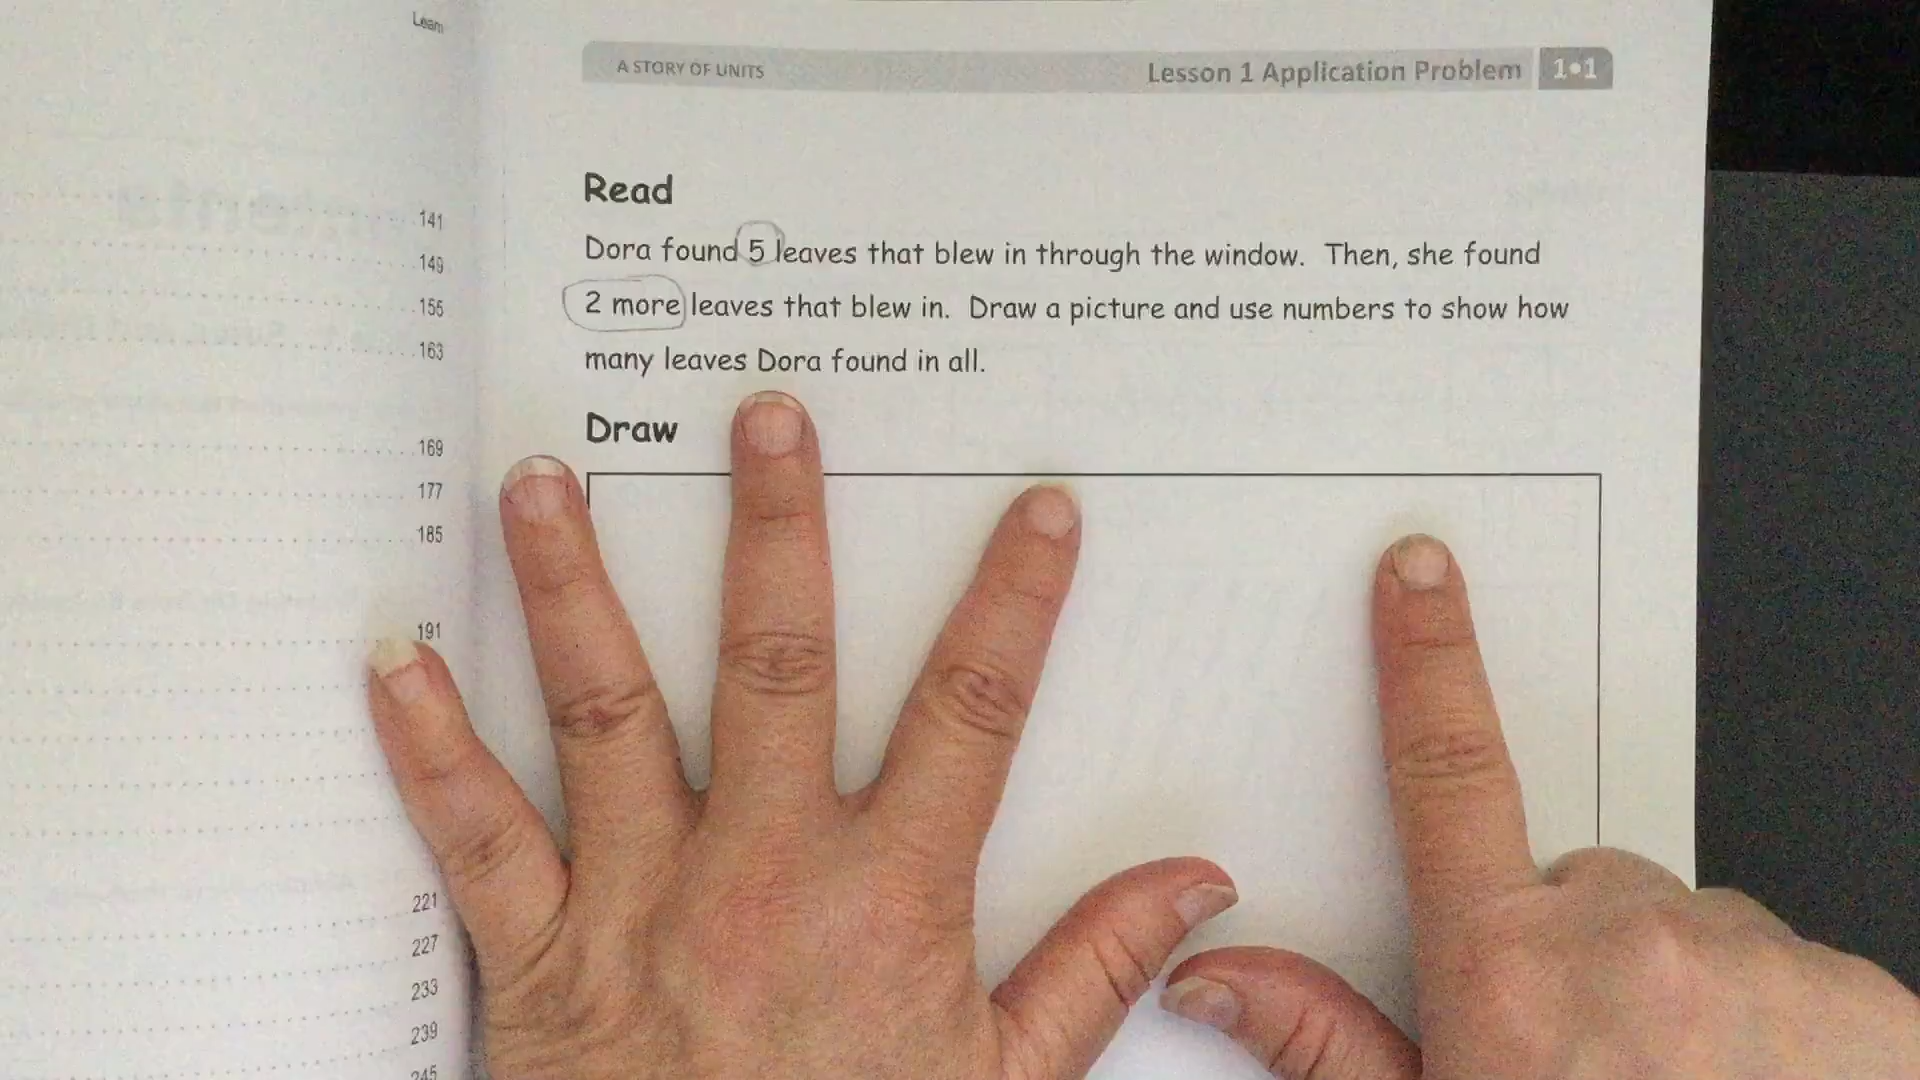 Learn
A STORY OF UNITS
Lesson 1 Application Problem 1•1
Read
Dora found 5 leaves that blew in through the window. Then, she found
2 more leaves that blew in. Draw a picture and use numbers to show how
many leaves Dora found in all.
Draw
141
149
155
163
169
177
185
191
221
227
233
239
245